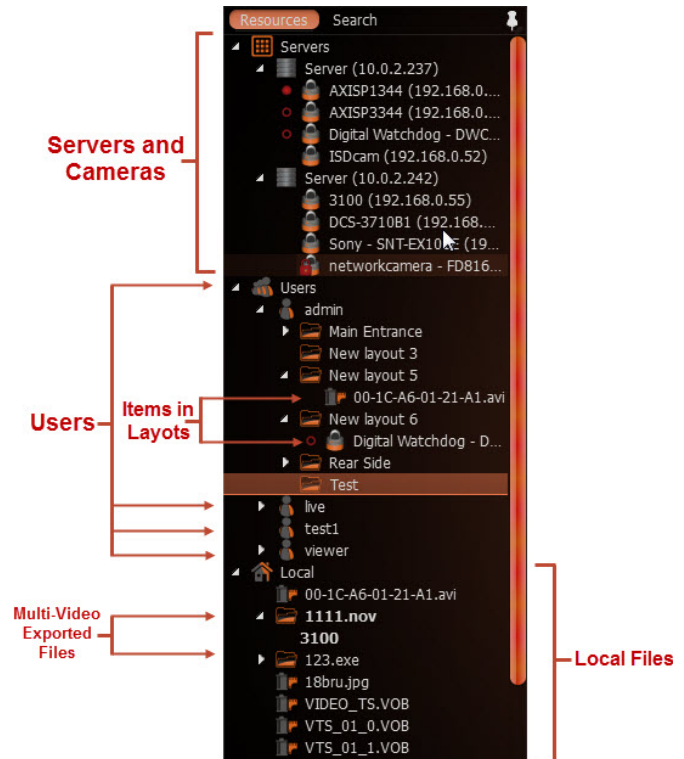 Resources Search
Servers
Server (10.0.2.237)
AXISP1344 (192.168.0....
AXISP3344 (192.168.0....
Digital Watchdog - DWC...
ISDcam (192.168.0.52)
Server (10.0.2.242)
3100 (192.168.0.55)
DCS-3710B1 (192.168....
Sony - SNT-EX10 E (19...
networkcamera - FD816...
Servers and
Cameras
Users
admin
Main Entrance
New layout 3
New layout 5
00-1C-A6-01-21-A1.avi
New layout 6
Digital Watchdog - D...
Rear Side
Test
live
test1
viewer
Users
Items in
Layots
Local
00-1C-A6-01-21-A1.avi
1111.nov
3100
123.exe
18bru.jpg
VIDEO_TS.VOB
VTS_01_0.VOB
VTS_01_1.VOB
Multi-Video
Exported
Files
Local Files